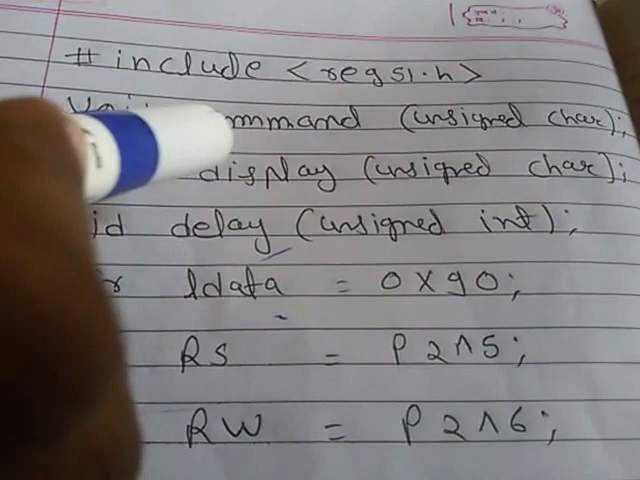 #include <reg51.h>
mmand (unsigned char);
display (unsigned char);
id delay (unsigned int);
r ldata = 0X90;
RS = P2^5;
RW = P2^6;